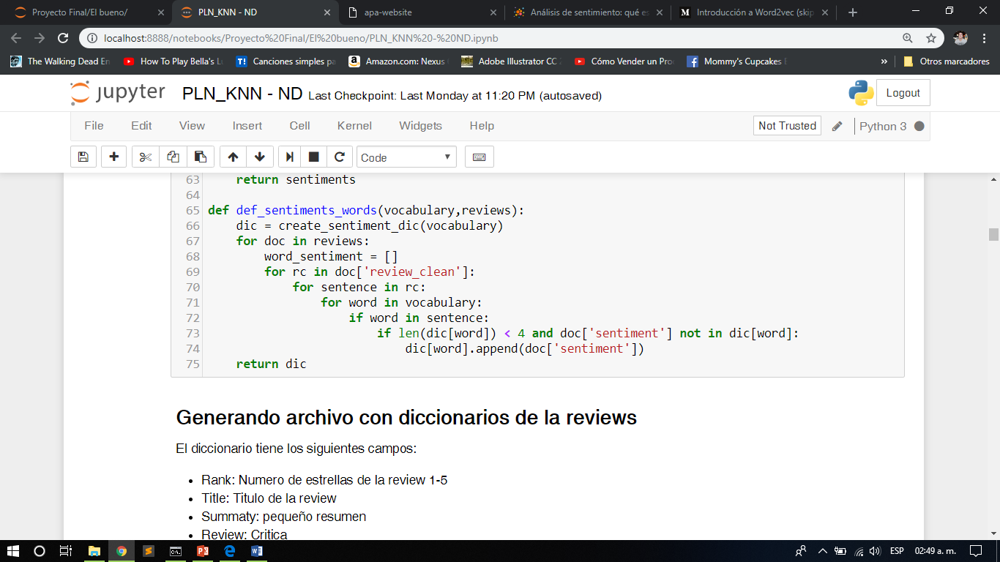 Proyecto Final/El bueno/
PLN_KNN - ND
apa-website
Análisis de sentimiento: qué es
Introducción a Word2vec (skip
localhost:8888/notebooks/Proyecto%20Final/El%20bueno/PLN_KNN%20-%20ND.ipynb
The Walking Dead En
How To Play Bella's Lu
Canciones simples pa
Amazon.com: Nexus
Adobe Illustrator CC
Cómo Vender un Pro
Mommy's Cupcakes
»
Otros marcadores
jupyter PLN_KNN - ND Last Checkpoint: Last Monday at 11:20 PM (autosaved)
Logout
File Edit View Insert Cell Kernel Widgets Help
Not Trusted
Python 3
Code
63     return sentiments
64
65 def def_sentiments_words(vocabulary,reviews):
66     dic = create_sentiment_dic(vocabulary)
67     for doc in reviews:
68         word_sentiment = []
69         for rc in doc['review_clean']:
70             for sentence in rc:
71                 for word in vocabulary:
72                     if word in sentence:
73                         if len(dic[word]) < 4 and doc['sentiment'] not in dic[word]:
74                             dic[word].append(doc['sentiment'])
75     return dic
Generando archivo con diccionarios de la reviews
El diccionario tiene los siguientes campos:
• Rank: Numero de estrellas de la review 1-5
• Title: Titulo de la review
• Summaty: pequeño resumen
• Review: Critica
ESP 02:49 a. m.